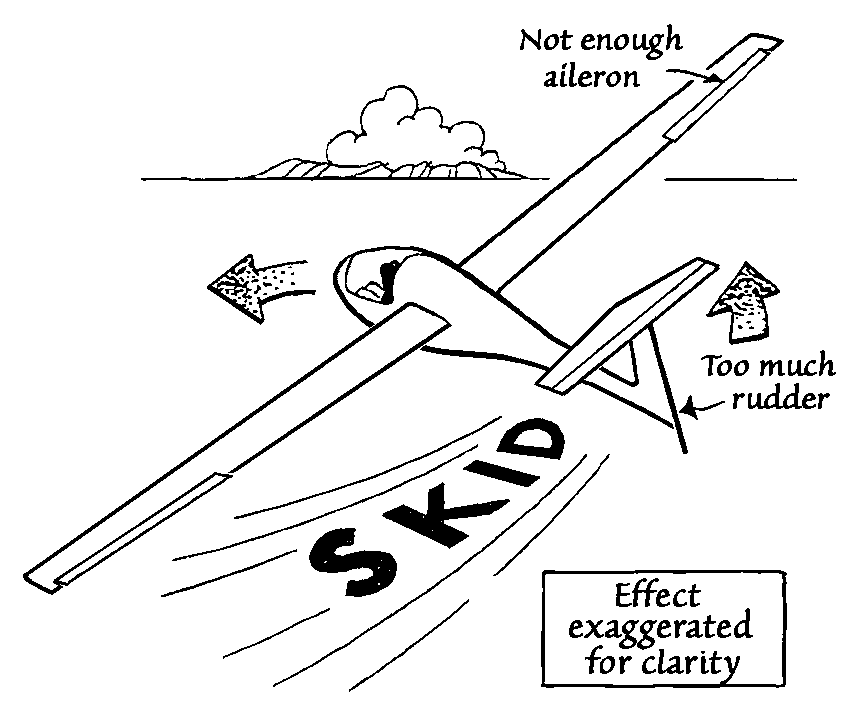 Not enough
aileron
Too much
rudder
SKID
Effect
exaggerated
for clarity